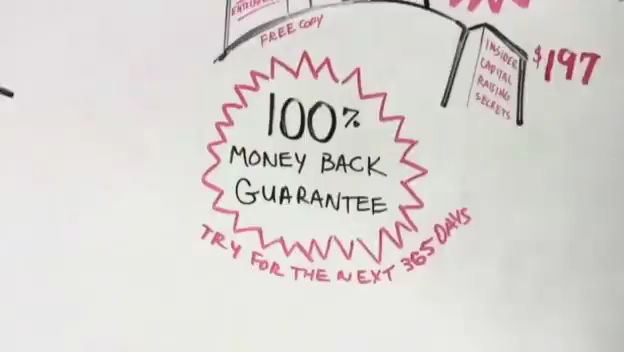 FREE COPY
INSIDER
CAPITAL
RAISING
SECRETS
$197
100%
MONEY BACK
GUARANTEE
TRY FOR THE NEXT 365 DAYS